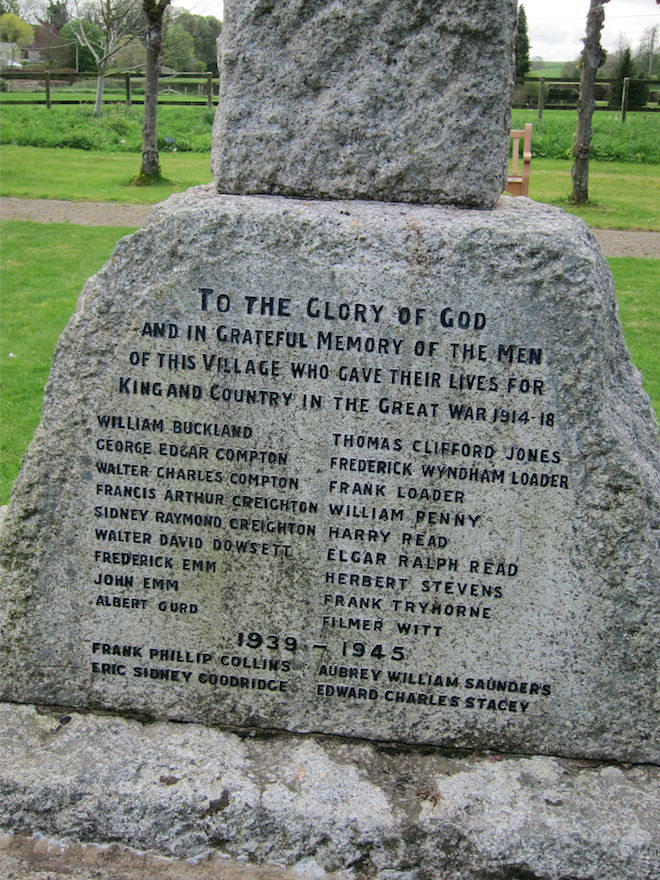 TO THE GLORY OF GOD
AND IN GRATEFUL MEMORY OF THE MEN
OF THIS VILLAGE WHO GAVE THEIR LIVES FOR
KING AND COUNTRY IN THE GREAT WAR 1914-18
WILLIAM BUCKLAND
GEORGE EDGAR COMPTON
WALTER CHARLES COMPTON
FRANCIS ARTHUR CREIGHTON
SIDNEY RAYMOND CREIGHTON
WALTER DAVID DOWSETT
FREDERICK EMM
JOHN EMM
ALBERT GURD
THOMAS CLIFFORD JONES
FREDERICK WYNDHAM LOADER
FRANK LOADER
WILLIAM PENNY
HARRY READ
ELGAR RALPH READ
HERBERT STEVENS
FRANK TRYHORNE
FILMER WITT
1939 - 1945
FRANK PHILLIP COLLINS
ERIC SIDNEY GOODRIDGE
AUBREY WILLIAM SAUNDERS
EDWARD CHARLES STACEY